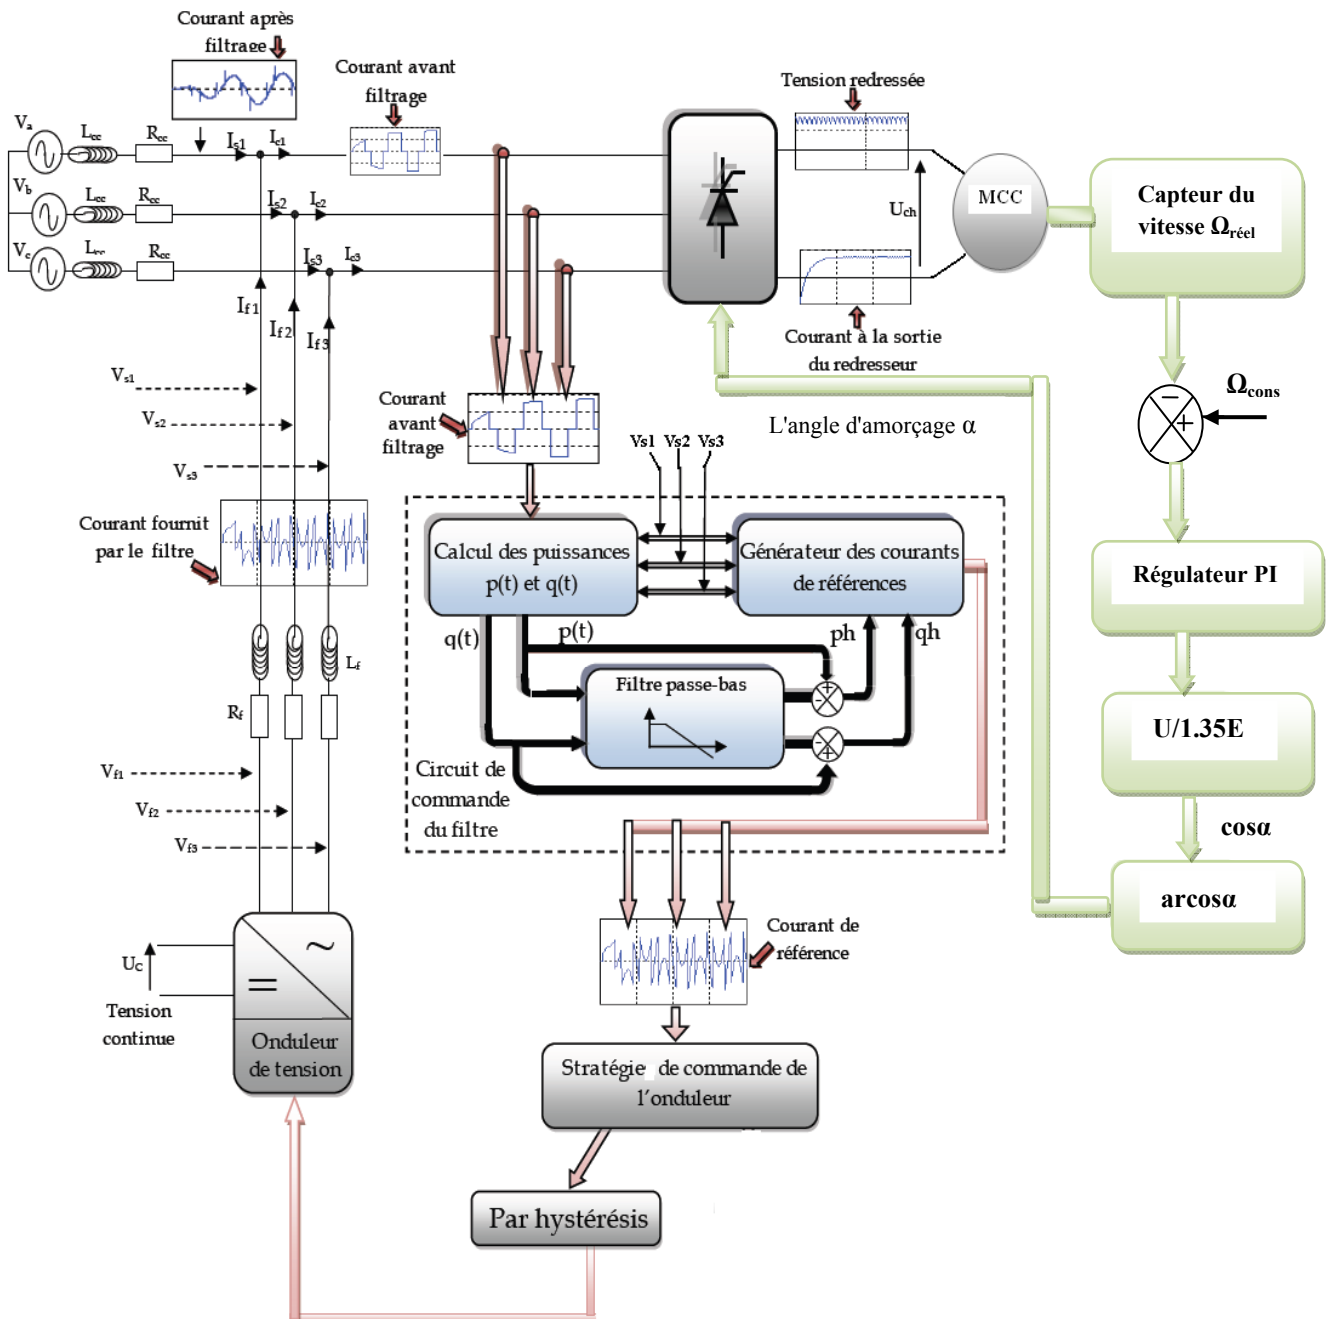 Courant après
filtrage
Courant avant
filtrage
Tension redressée
Va
Lcc
Rcc
Is1
Ic1
Vb
Lcc
Rcc
Is2
Ic2
Vc
Lcc
Rcc
Is3
Ic3
If1
If2
If3
Uch
MCC
Capteur du
vitesse Ωréel
Courant à la sortie
du redresseur
Ωcons
−
+
L'angle d'amorçage α
Vs1
Vs2
Vs3
Courant
avant
filtrage
Vs1 Vs2 Vs3
Courant fournit
par le filtre
Calcul des puissances
p(t) et q(t)
Générateur des courants
de références
Régulateur PI
q(t)
p(t)
ph
qh
Filtre passe-bas
+
-
-
+
Lf
Rf
U/1.35E
Vf1
Vf2
Vf3
Circuit de
commande
du filtre
cosα
arcosα
Courant de
référence
UC
Tension
continue
~
=
Onduleur
de tension
Stratégie de commande de
l'onduleur
Par hystérésis